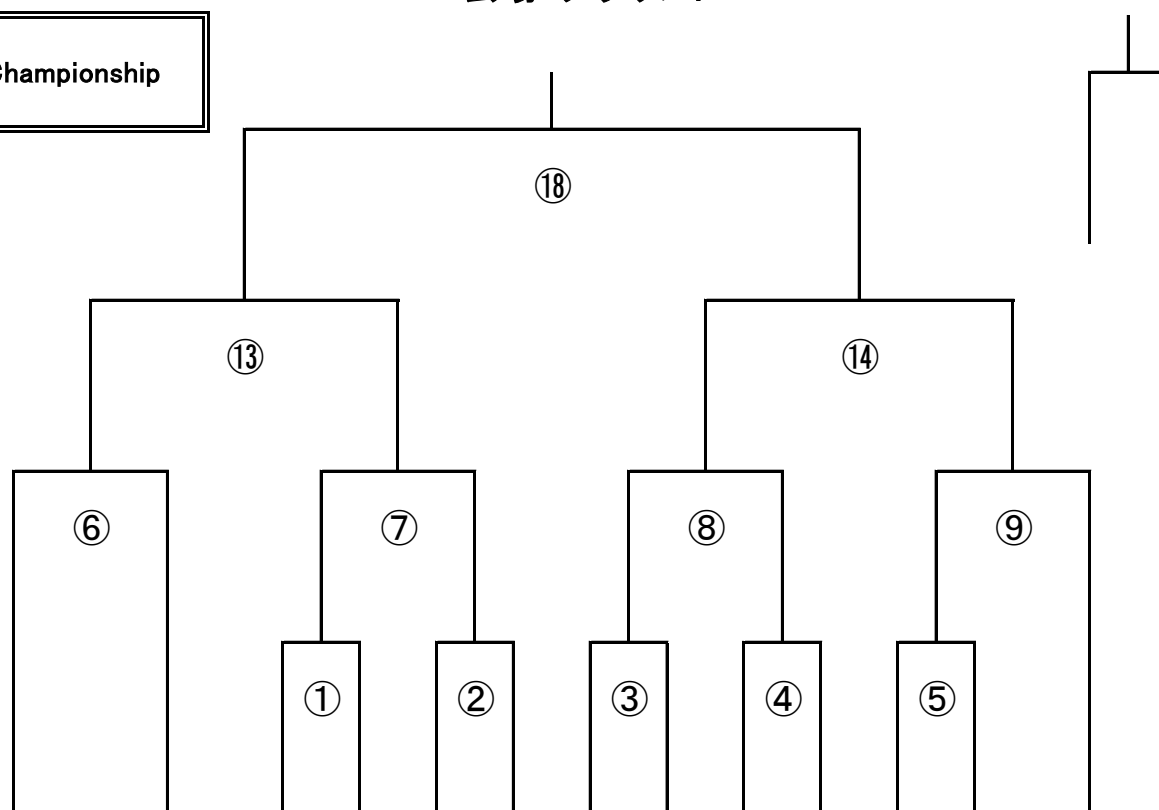 Championship
⑱
⑬ ⑭
⑥ ⑦ ⑧ ⑨
① ② ③ ④ ⑤